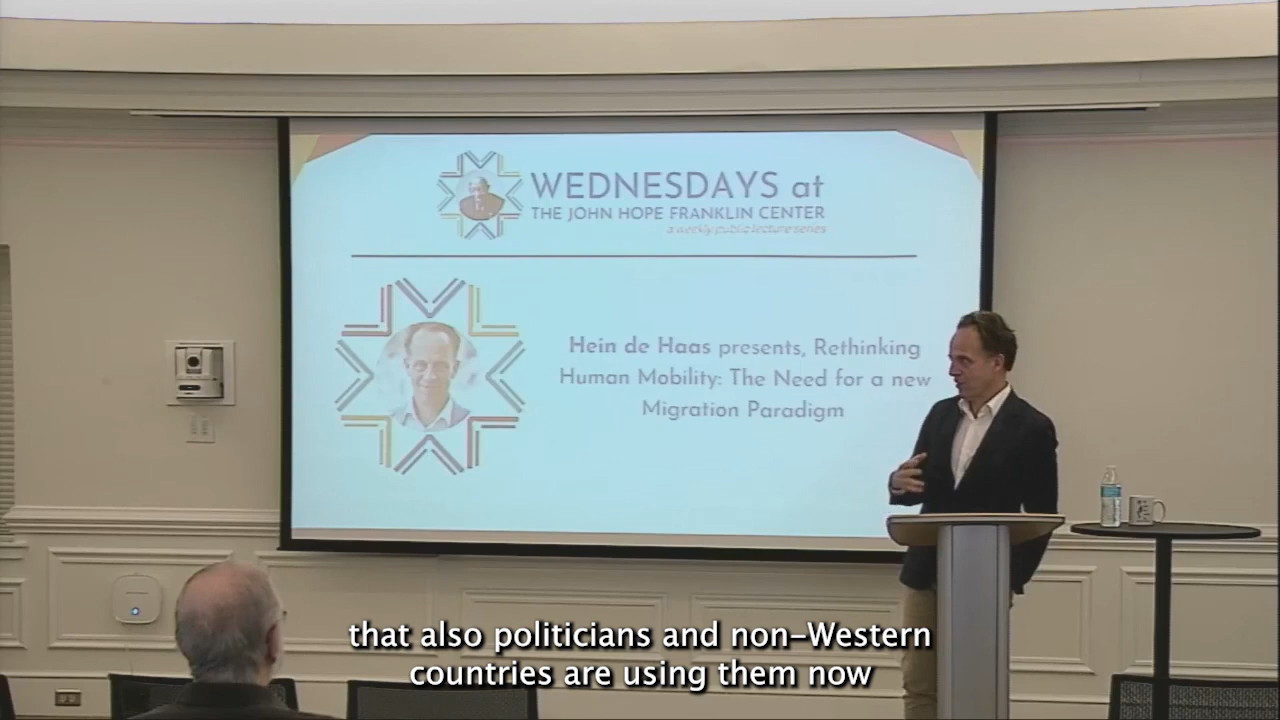 WEDNESDAYS at
THE JOHN HOPE FRANKLIN CENTER
a weekly public lecture series
Hein de Haas presents, Rethinking
Human Mobility: The Need for a new
Migration Paradigm
that also politicians and non-Western
countries are using them now